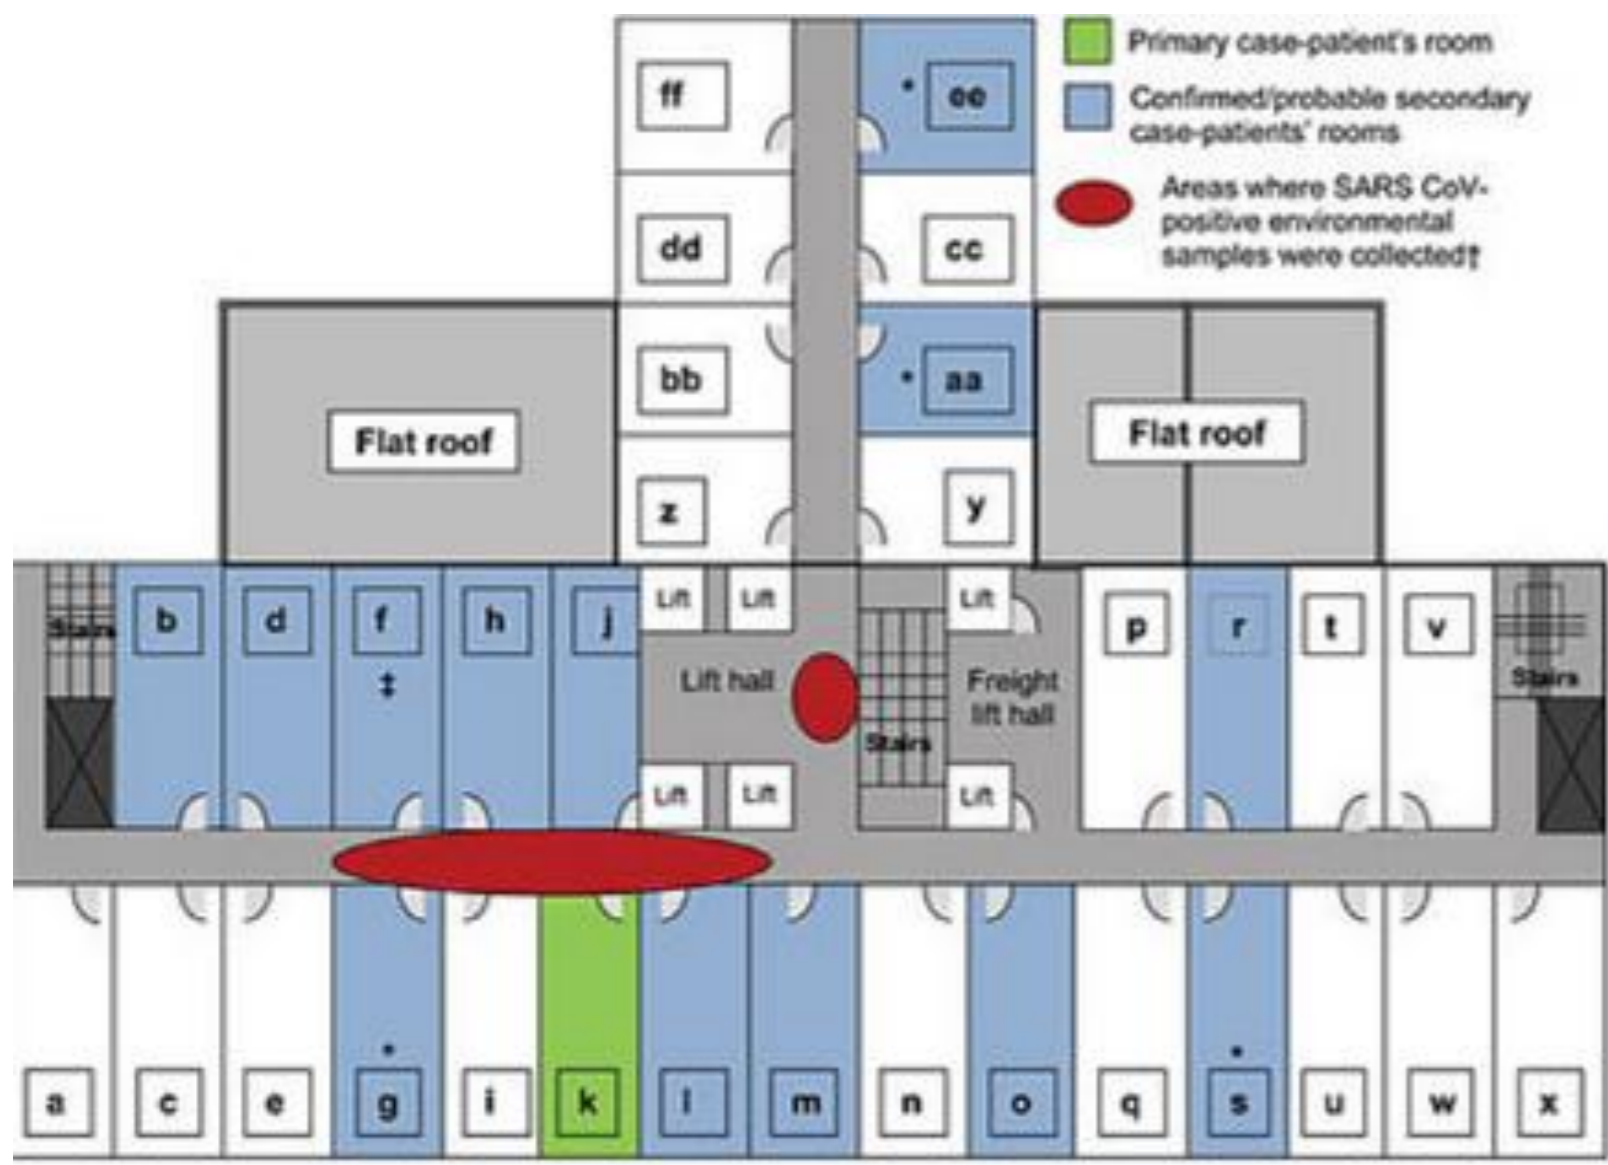 Primary case-patient's room
Confirmed/probable secondary
case-patients' rooms
Areas where SARS CoV-
positive environmental
samples were collected†
ff
* ee
dd
cc
bb
* aa
z
y
Flat roof
Flat roof
Stairs
b
d
f
‡
h
j
Lift
Lift
Lift
p
r
t
v
Lift hall
Freight
lift hall
Stairs
Stairs
Lift
Lift
Lift
*
*
a
c
e
g
i
k
l
m
n
o
q
s
u
w
x